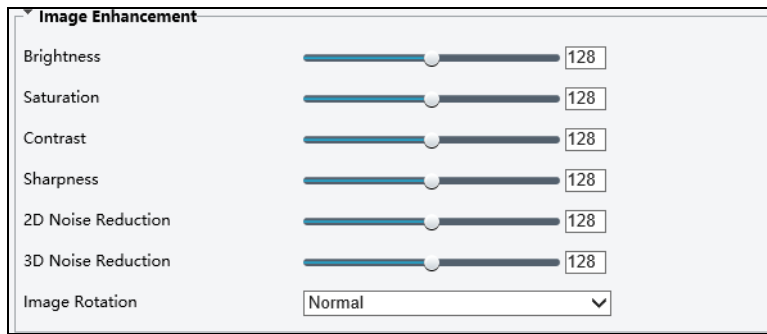 Image Enhancement
Brightness 128
Saturation 128
Contrast 128
Sharpness 128
2D Noise Reduction 128
3D Noise Reduction 128
Image Rotation Normal